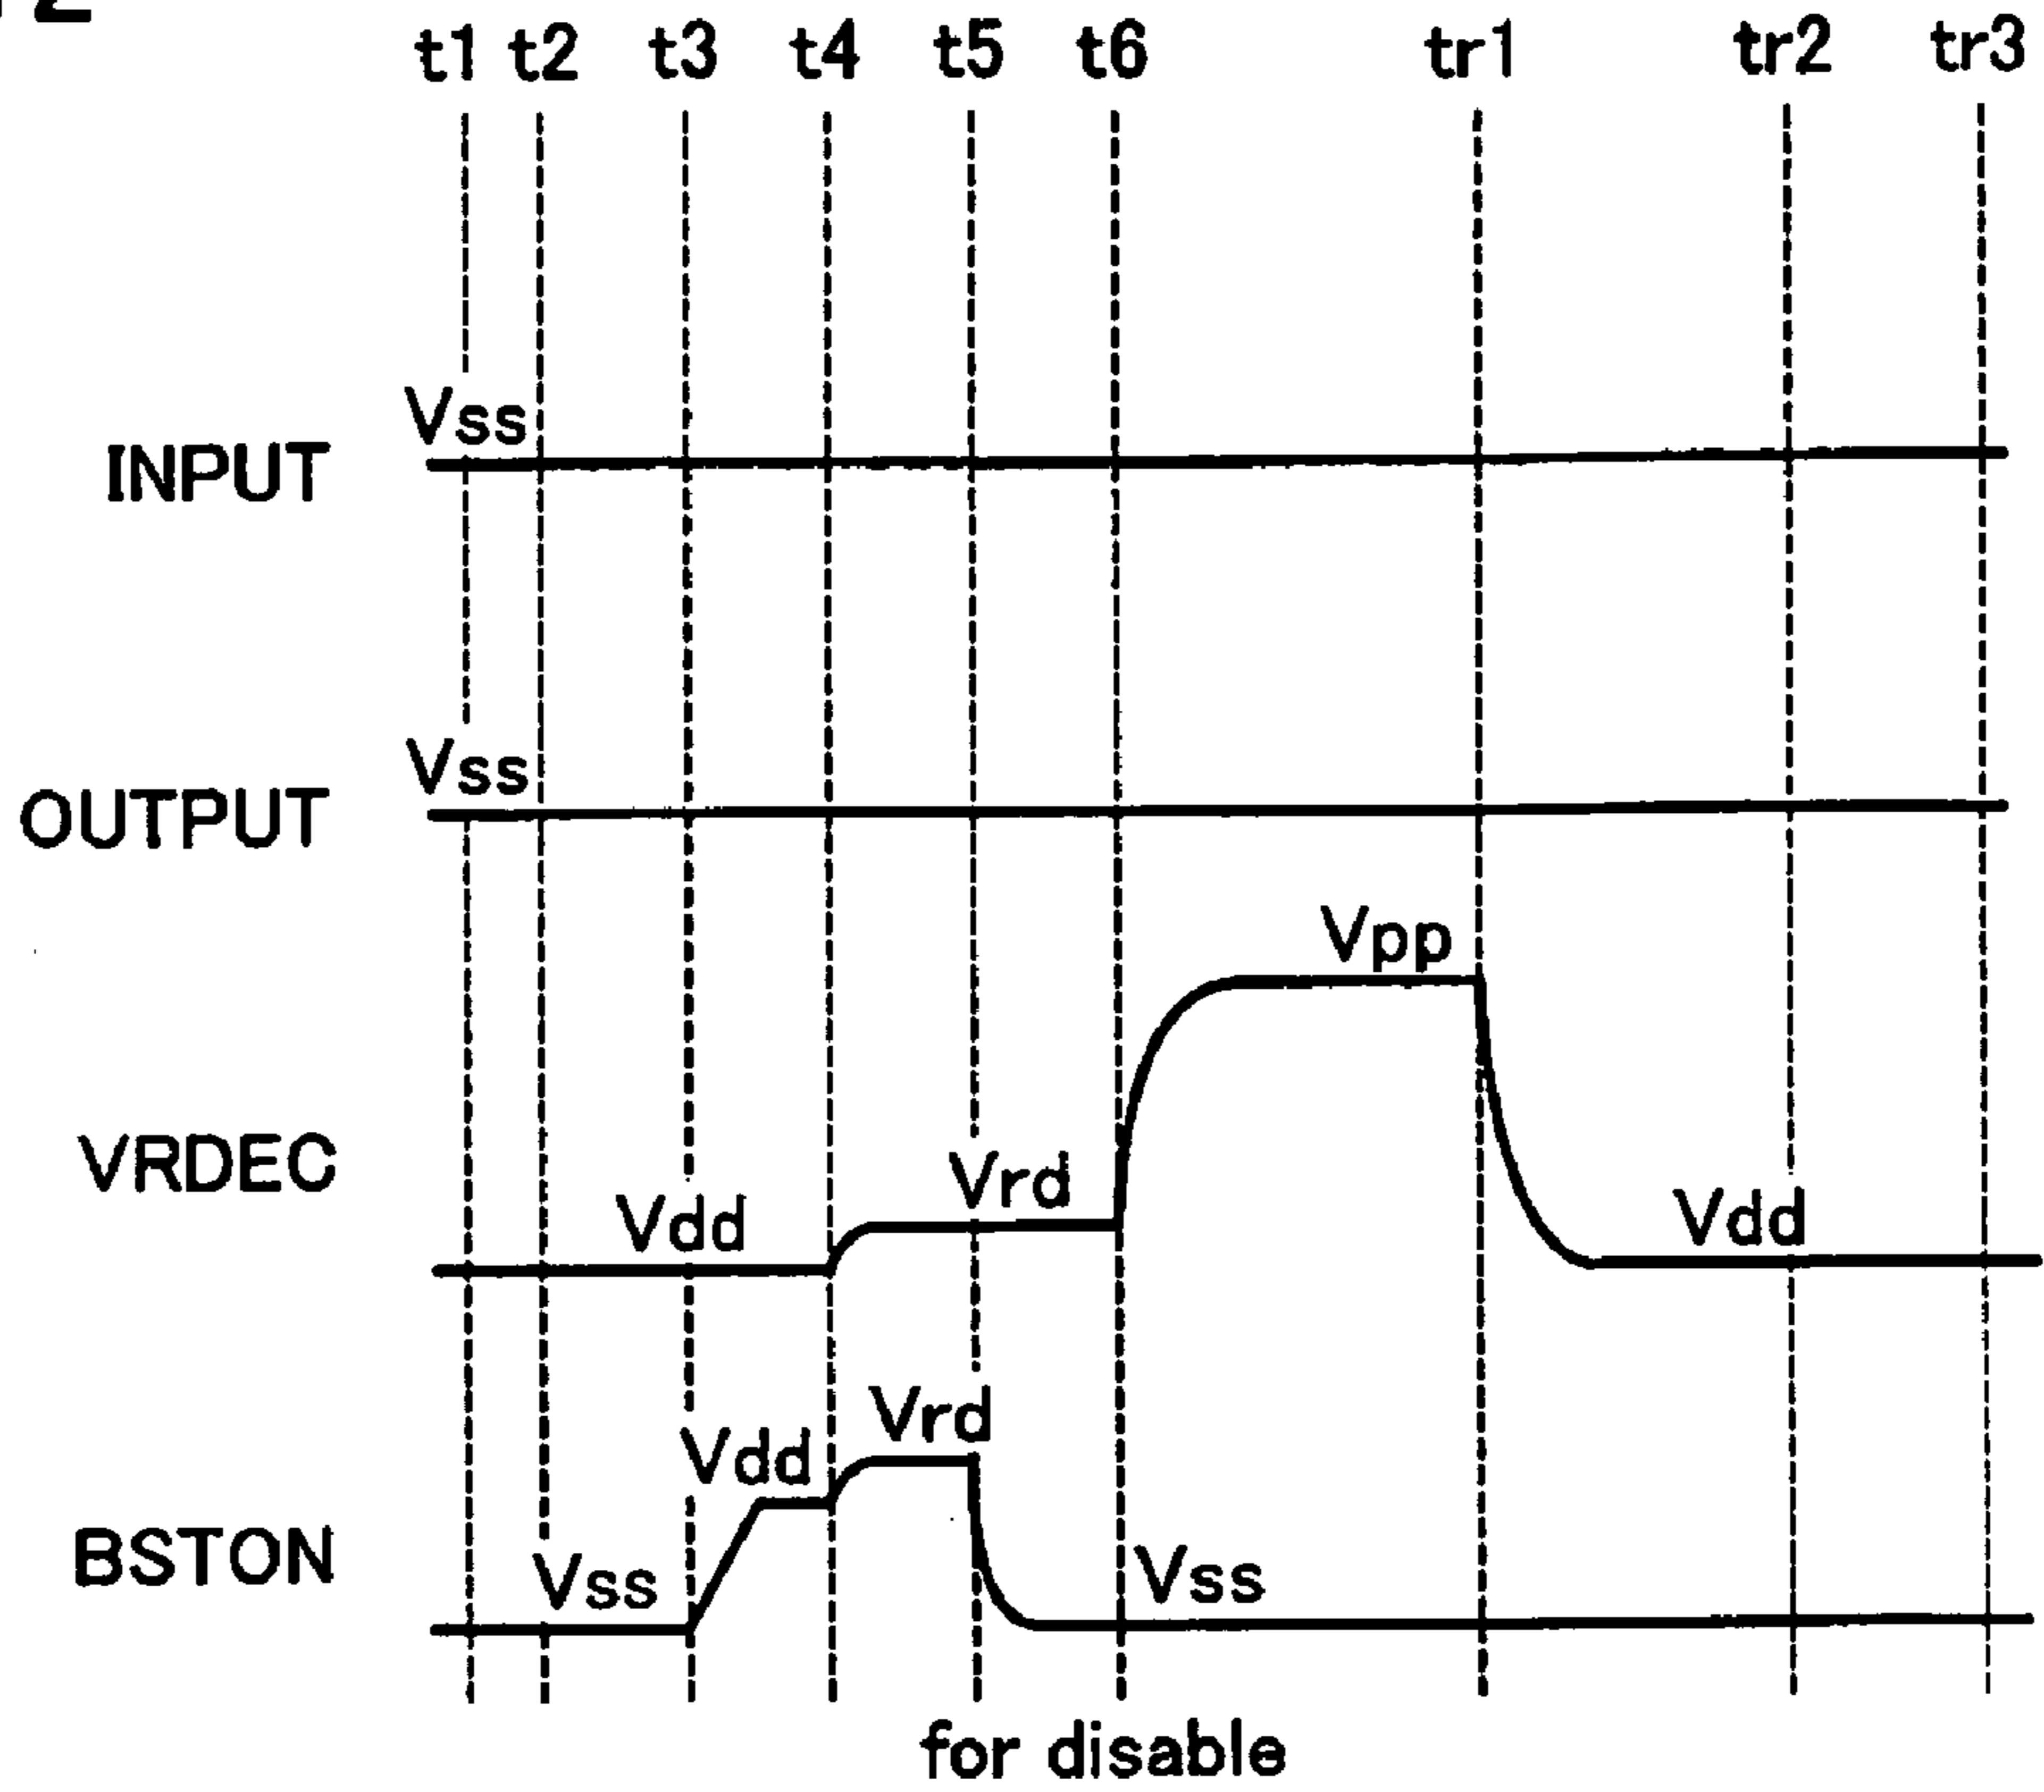 2
t1 t2 t3 t4 t5 t6 tr1 tr2 tr3
Vss
INPUT
Vss
OUTPUT
Vpp
VRDEC
Vdd
Vrd
Vdd
Vdd
Vrd
BSTON
Vss
Vss
for disable